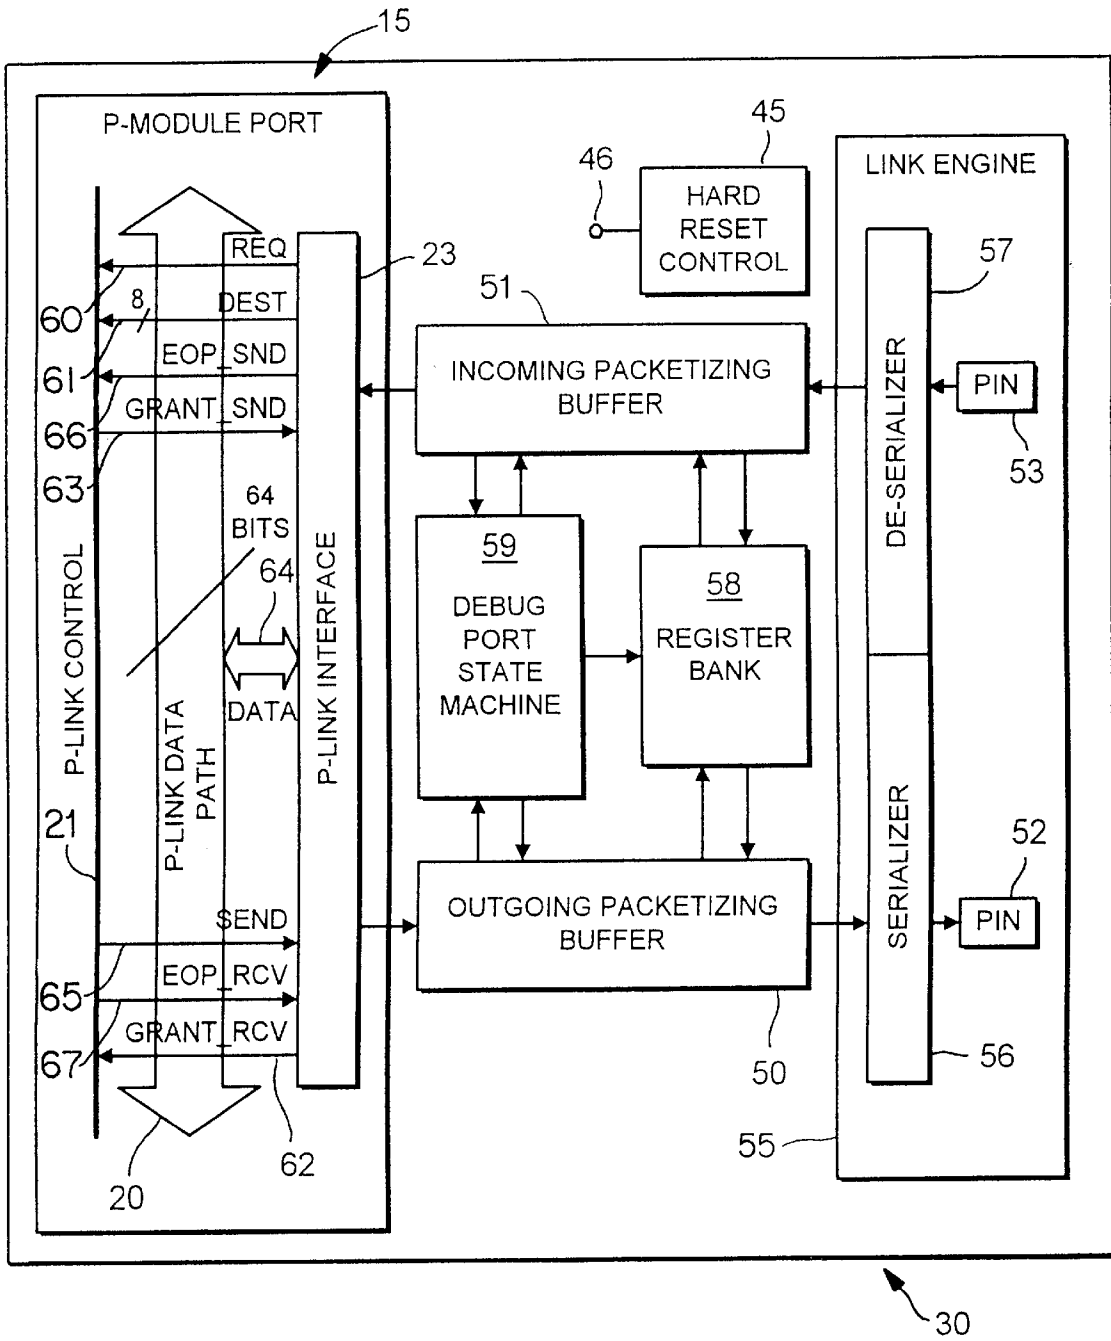 15
P-MODULE PORT
45
46
HARD
RESET
CONTROL
LINK ENGINE
REQ
23
57
8
DEST
60
51
EOP_SND
61
INCOMING PACKETIZING
BUFFER
PIN
GRANT_SND
66
53
63
DE-SERIALIZER
64
BITS
64
59
DEBUG
PORT
STATE
MACHINE
58
REGISTER
BANK
P-LINK CONTROL
P-LINK INTERFACE
DATA
P-LINK DATA
PATH
21
SERIALIZER
52
SEND
OUTGOING PACKETIZING
BUFFER
PIN
EOP_RCV
65
GRANT_RCV
67
50
56
55
62
20
30